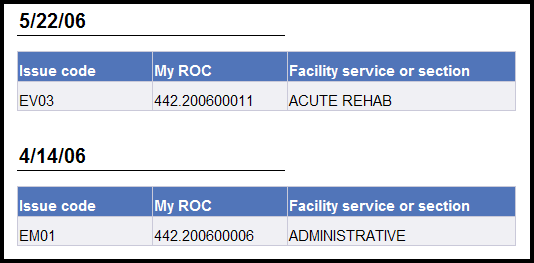 5/22/06
Issue code My ROC Facility service or section
EV03 442.200600011 ACUTE REHAB
4/14/06
Issue code My ROC Facility service or section
EM01 442.200600006 ADMINISTRATIVE